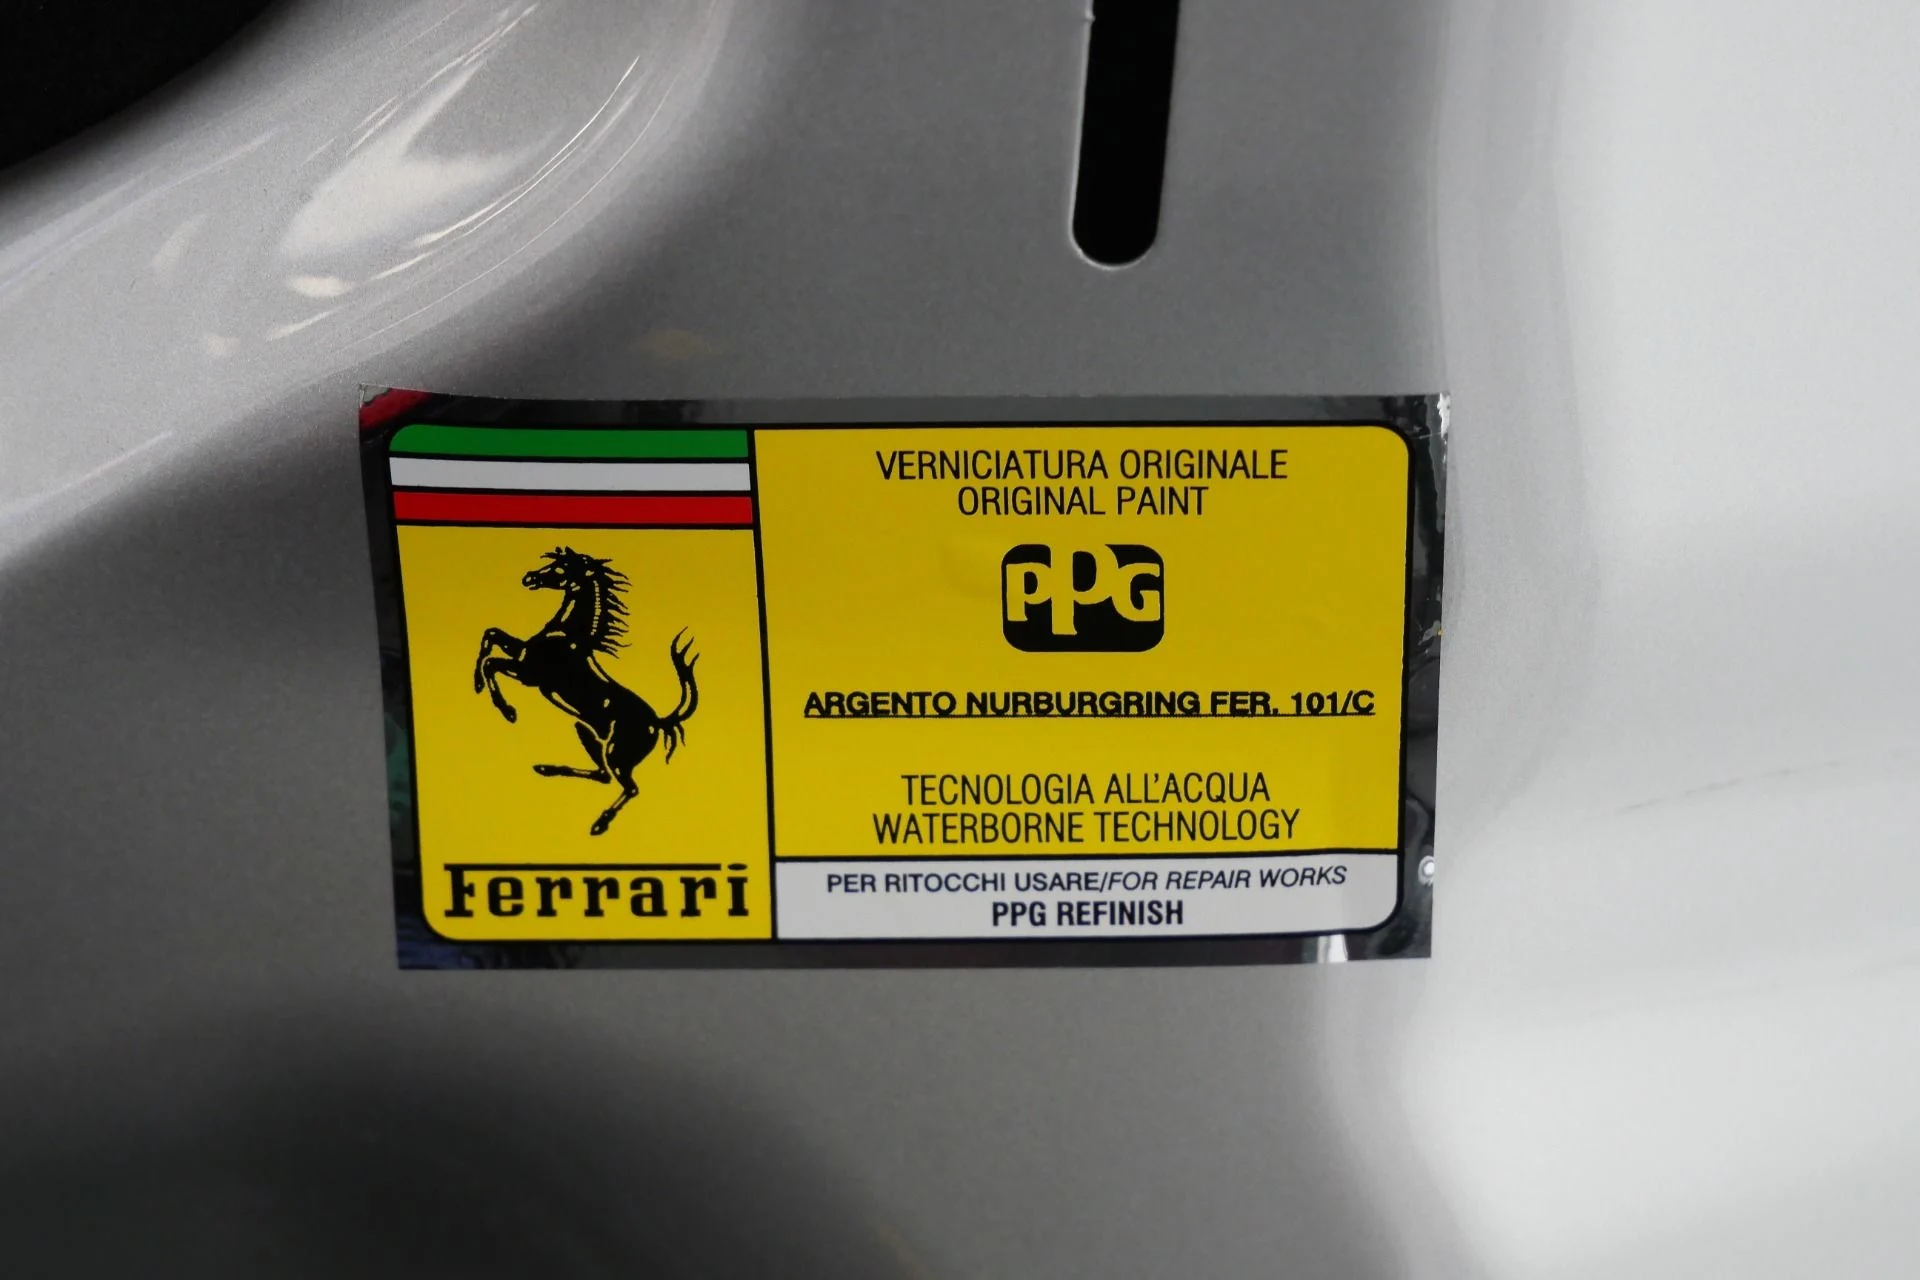 Ferrari
VERNICIATURA ORIGINALE
ORIGINAL PAINT
PPG
ARGENTO NURBURGRING FER. 101/C
TECNOLOGIA ALL'ACQUA
WATERBORNE TECHNOLOGY
PER RITOCCHI USARE/FOR REPAIR WORKS
PPG REFINISH